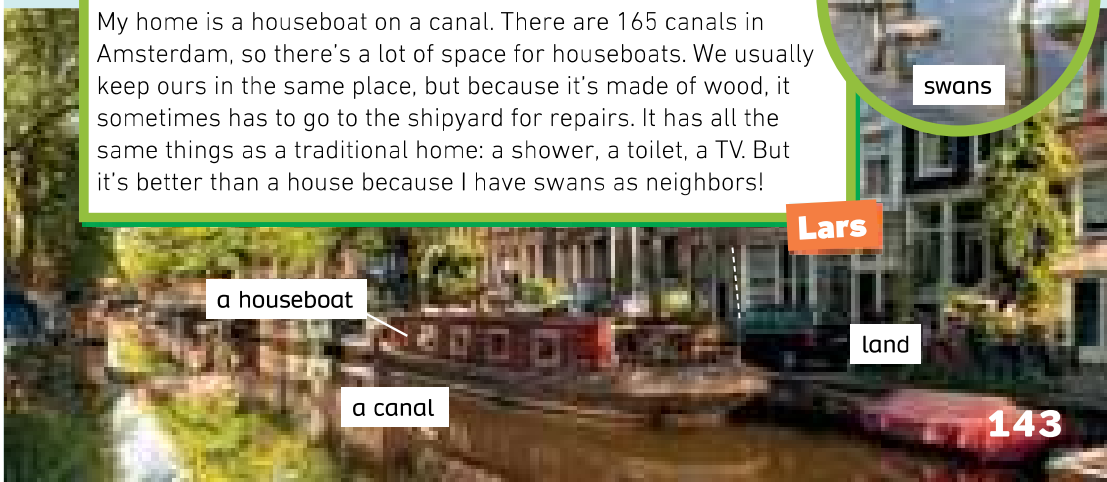 My home is a houseboat on a canal. There are 165 canals in
Amsterdam, so there's a lot of space for houseboats. We usually
keep ours in the same place, but because it's made of wood, it
sometimes has to go to the shipyard for repairs. It has all the
same things as a traditional home: a shower, a toilet, a TV. But
it's better than a house because I have swans as neighbors!
swans
Lars
a houseboat
land
a canal
143